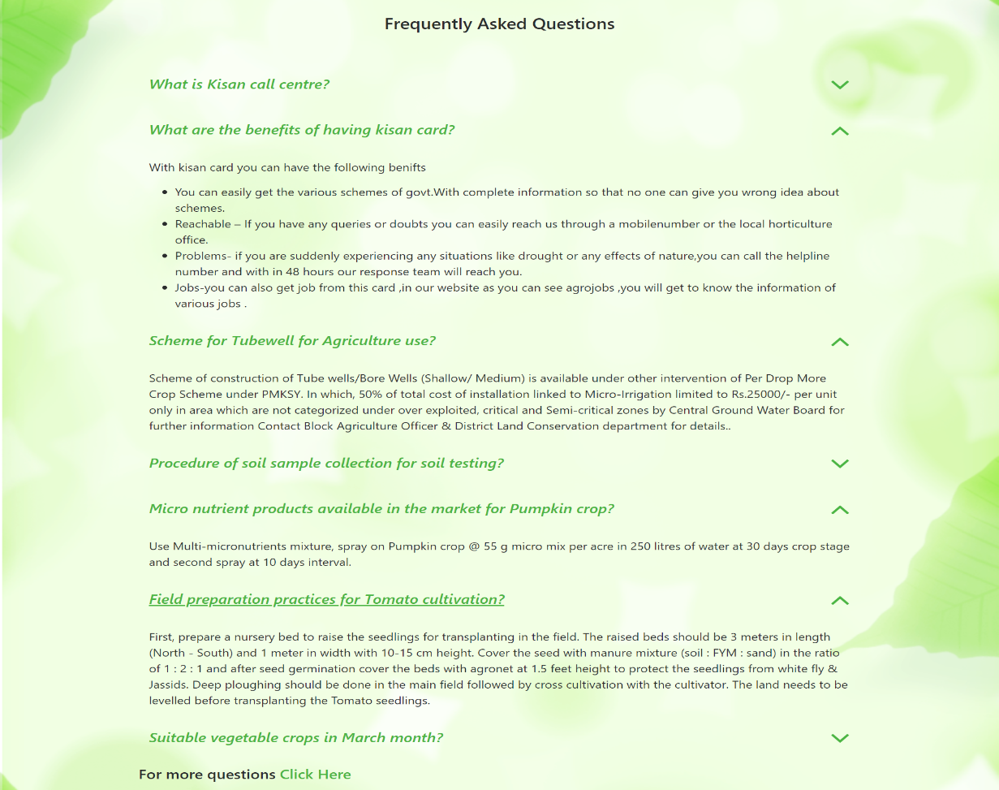 Frequently Asked Questions
What is Kisan call centre?
What are the benefits of having kisan card?
With kisan card you can have the following benifts
• You can easily get the various schemes of govt.With complete information so that no one can give you wrong idea about
schemes.
• Reachable – If you have any queries or doubts you can easily reach us through a mobilenumber or the local horticulture
office.
• Problems- if you are suddenly experiencing any situations like drought or any effects of nature,you can call the helpline
number and with in 48 hours our response team will reach you.
• Jobs-you can also get job from this card ,in our website as you can see agrojobs ,you will get to know the information of
various jobs .
Scheme for Tubewell for Agriculture use?
Scheme of construction of Tube wells/Bore Wells (Shallow/ Medium) is available under other intervention of Per Drop More
Crop Scheme under PMKSY. In which, 50% of total cost of installation linked to Micro-Irrigation limited to Rs.25000/- per unit
only in area which are not categorized under over exploited, critical and Semi-critical zones by Central Ground Water Board for
further information Contact Block Agriculture Officer & District Land Conservation department for details..
Procedure of soil sample collection for soil testing?
Micro nutrient products available in the market for Pumpkin crop?
Use Multi-micronutrients mixture, spray on Pumpkin crop @ 55 g micro mix per acre in 250 litres of water at 30 days crop stage
and second spray at 10 days interval.
Field preparation practices for Tomato cultivation?
First, prepare a nursery bed to raise the seedlings for transplanting in the field. The raised beds should be 3 meters in length
(North - South) and 1 meter in width with 10-15 cm height. Cover the seed with manure mixture (soil : FYM : sand) in the ratio
of 1 : 2 : 1 and after seed germination cover the beds with agronet at 1.5 feet height to protect the seedlings from white fly &
Jassids. Deep ploughing should be done in the main field followed by cross cultivation with the cultivator. The land needs to be
levelled before transplanting the Tomato seedlings.
Suitable vegetable crops in March month?
For more questions Click Here